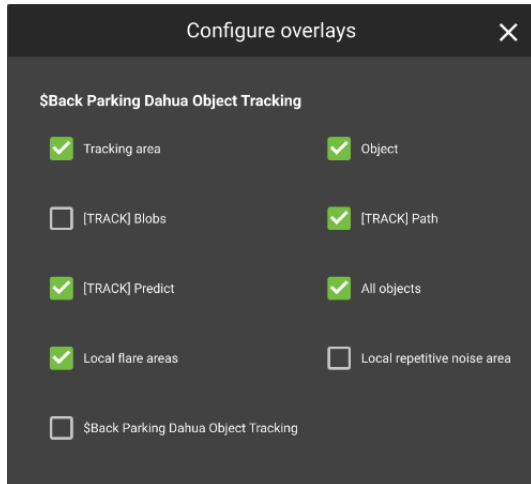 Configure overlays
$Back Parking Dahua Object Tracking
Tracking area
Object
[TRACK] Blobs
[TRACK] Path
[TRACK] Predict
All objects
Local flare areas
Local repetitive noise area
$Back Parking Dahua Object Tracking